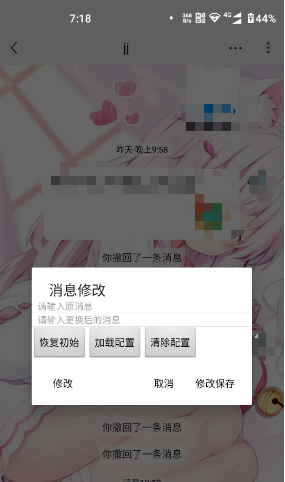 7:18
368 B/s
4G
44%
jj
昨天 晚上9:58
你撤回了一条消息
消息修改
请输入原消息
请输入更换后的消息
恢复初始 加载配置 清除配置
修改 取消 修改保存
你撤回了一条消息
你撤回了一条消息